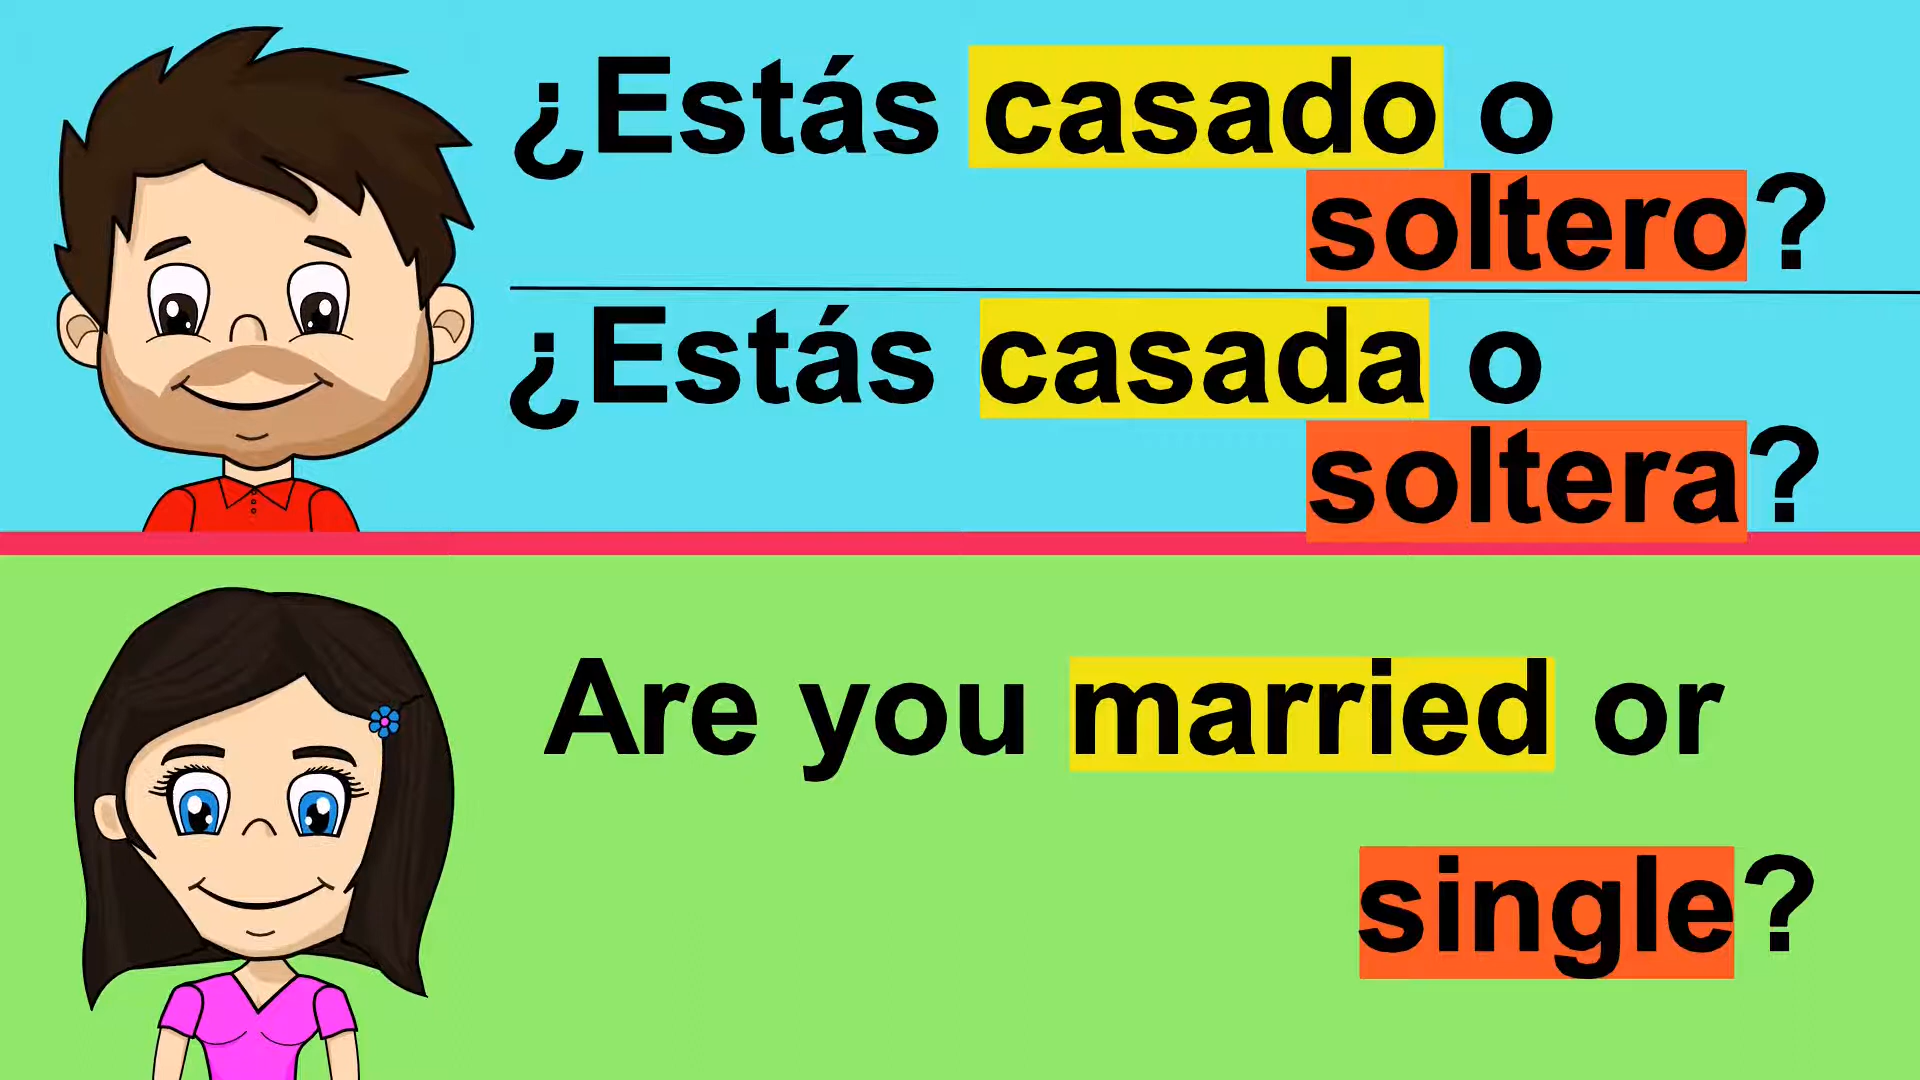 ¿Estás casado o
soltero?
¿Estás casada o
soltera?
Are you married or
single?